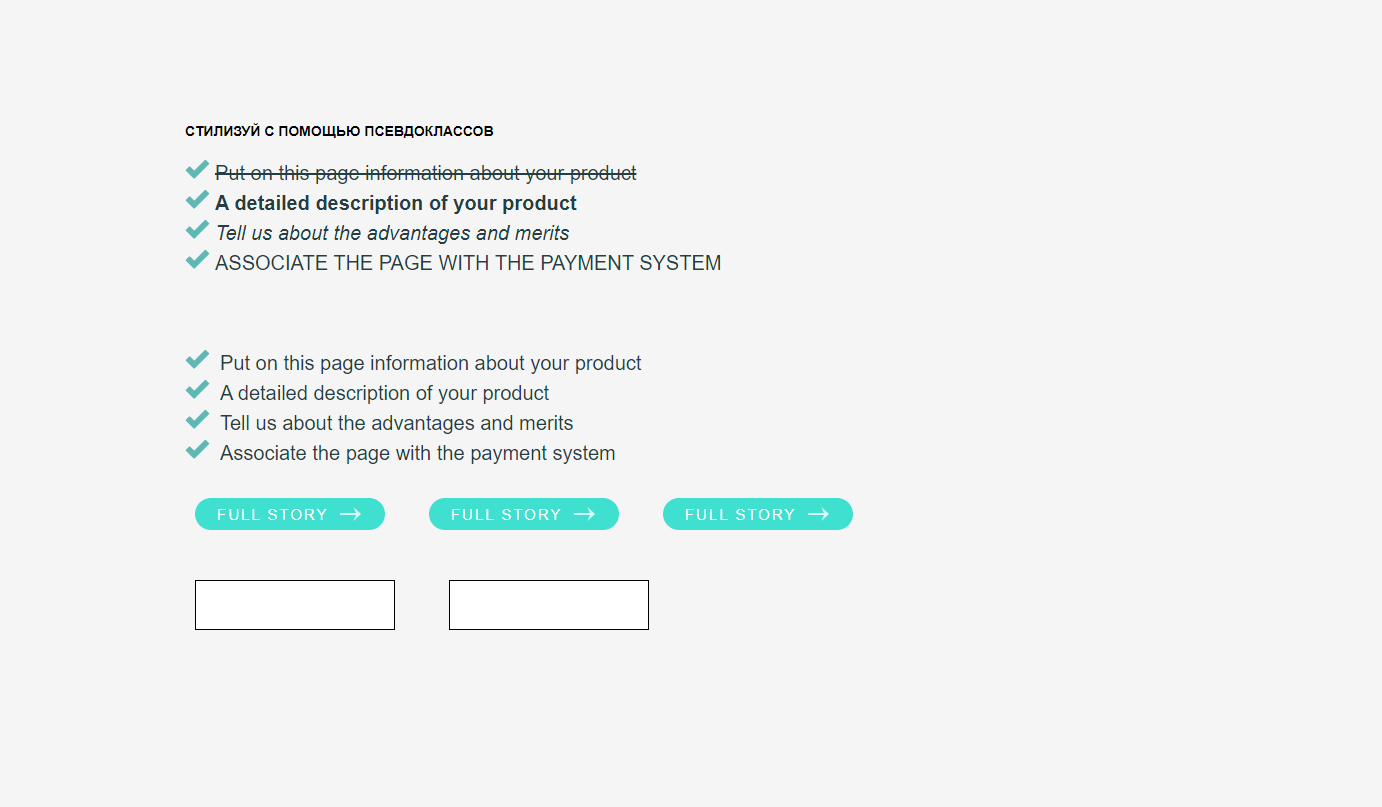 СТИЛИЗУЙ С ПОМОЩЬЮ ПСЕВДОКЛАССОВ
Put on this page information about your product
A detailed description of your product
Tell us about the advantages and merits
ASSOCIATE THE PAGE WITH THE PAYMENT SYSTEM
Put on this page information about your product
A detailed description of your product
Tell us about the advantages and merits
Associate the page with the payment system
FULL STORY FULL STORY FULL STORY